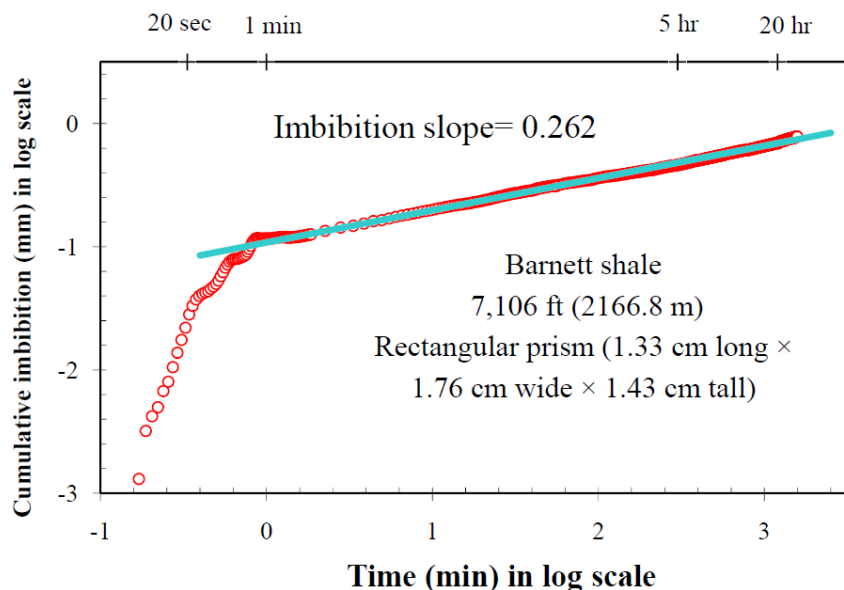 20 sec 1 min 5 hr 20 hr
Cumulative imbibition (mm) in log scale
0
-1
-2
-3
Imbibition slope= 0.262
Barnett shale
7,106 ft (2166.8 m)
Rectangular prism (1.33 cm long ×
1.76 cm wide × 1.43 cm tall)
-1 0 1 2 3
Time (min) in log scale